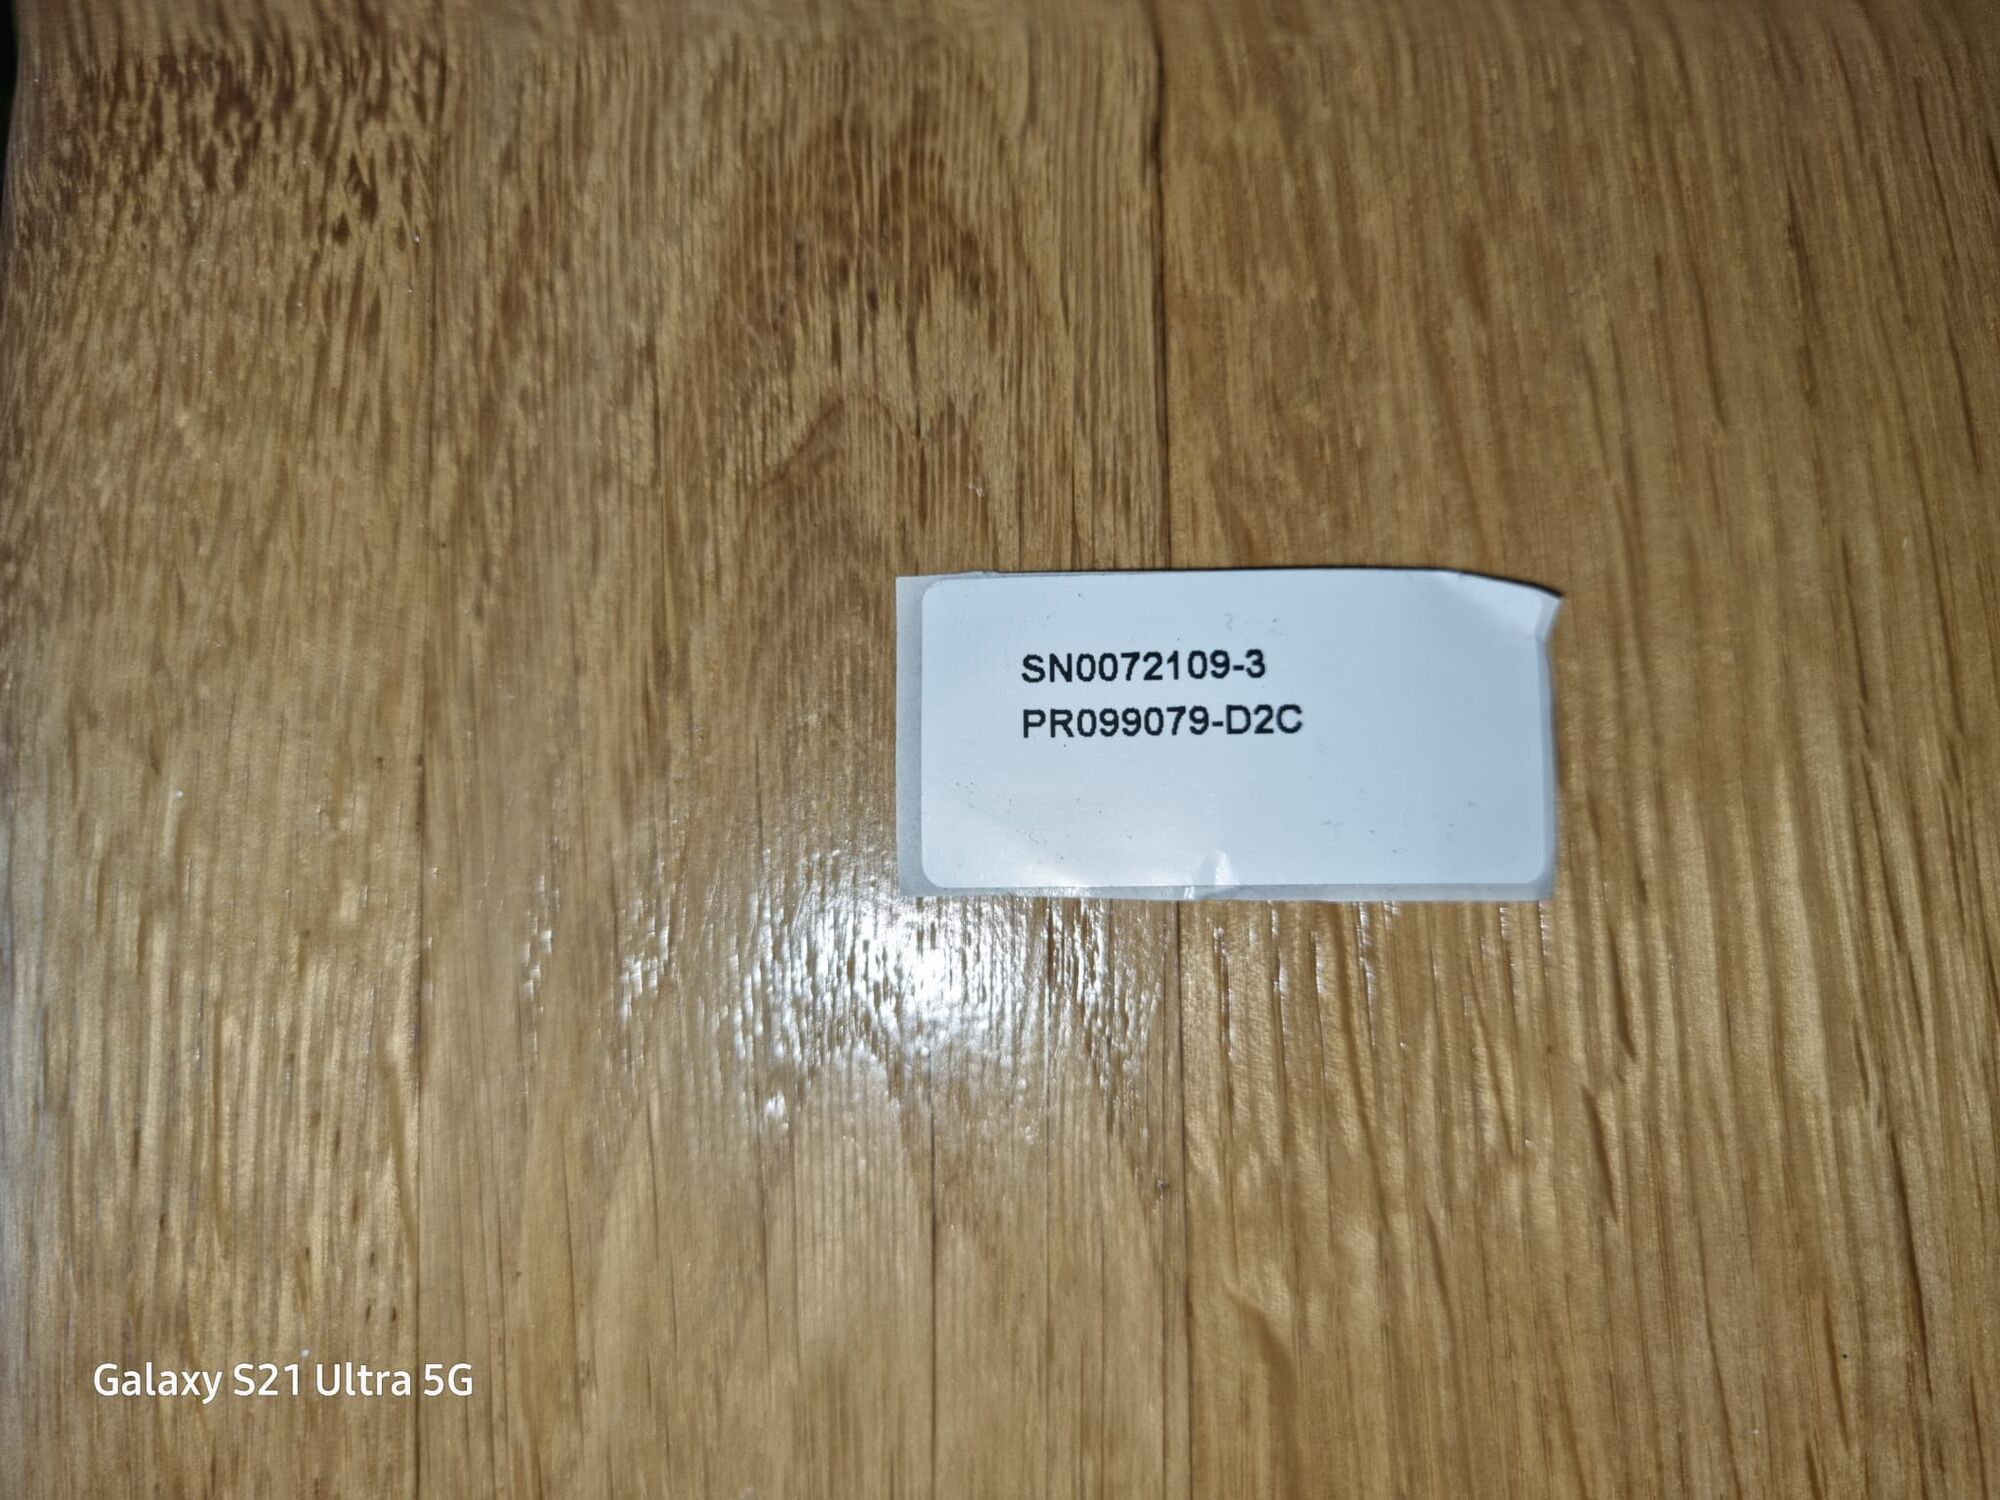 SN0072109-3
PR099079-D2C
Galaxy S21 Ultra 5G